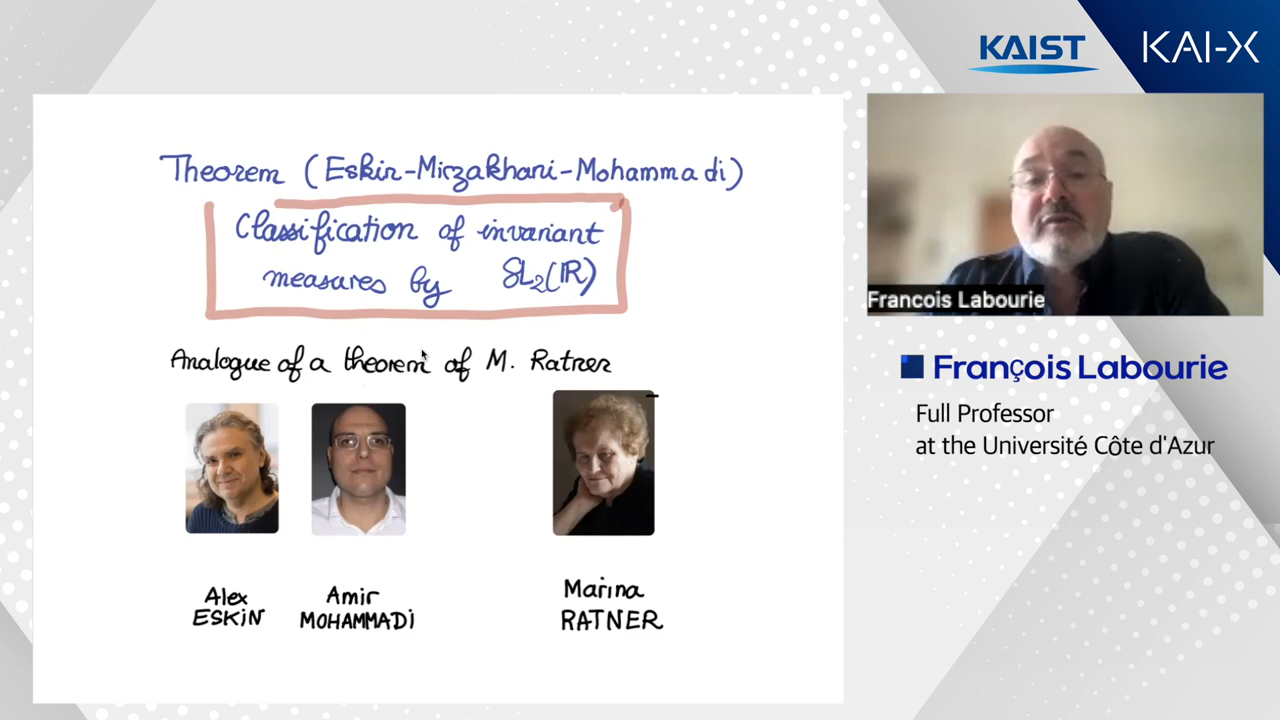 KAIST
KAI-X
Theorem (Eskin-Mirzakhani-Mohammadi)
Classification of invariant
measures by SL₂(ℝ)
Analogue of a theorem of M. Ratner
Alex
ESKIN
Amir
MOHAMMADI
Marina
RATNER
Francois Labourie
François Labourie
Full Professor
at the Université Côte d'Azur